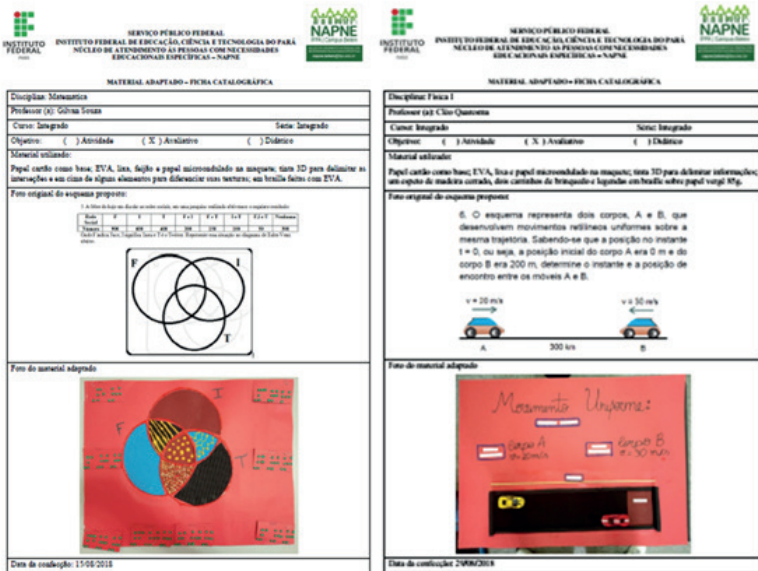 INSTITUTO
FEDERAL
SERVIÇO PÚBLICO FEDERAL
INSTITUTO FEDERAL DE EDUCAÇÃO, CIÊNCIA E TECNOLOGIA DO PARÁ
NÚCLEO DE ATENDIMENTO ÀS PESSOAS COM NECESSIDADES
EDUCACIONAIS ESPECÍFICAS – NAPNE
NAPNE
MATERIAL ADAPTADO – FICHA CATALOGRÁFICA
Disciplina: Matemática
Professor (a): Gilvan Souza
Curso: Integrado Série: Integrado
Objetivo: ( ) Atividade ( X ) Avaliativo ( ) Didático
Material utilizado:
Papel cartão como base; EVA, lixa, feijão e papel microondulado na maquete; tinta 3D para delimitar as
interseções e em cima de alguns elementos para diferenciar suas texturas; em braille feitas com EVA.
Foto original do esquema proposto:
F
I
T
Foto do material adaptado
F
I
T
Data da confecção: 15/08/2018
INSTITUTO
FEDERAL
SERVIÇO PÚBLICO FEDERAL
INSTITUTO FEDERAL DE EDUCAÇÃO, CIÊNCIA E TECNOLOGIA DO PARÁ
NÚCLEO DE ATENDIMENTO ÀS PESSOAS COM NECESSIDADES
EDUCACIONAIS ESPECÍFICAS – NAPNE
NAPNE
MATERIAL ADAPTADO – FICHA CATALOGRÁFICA
Disciplina: Física I
Professor (a): Cléo Quaresma
Curso: Integrado Série: Integrado
Objetivo: ( ) Atividade ( X ) Avaliativo ( ) Didático
Material utilizado:
Papel cartão como base; EVA, lixa e papel microondulado na maquete; tinta 3D para delimitar informações;
um espeto de madeira cortado, dois carrinhos de brinquedo e legendas em braille sobre papel vergê 85g.
Foto original do esquema proposto:
6. O esquema representa dois corpos, A e B, que
desenvolvem movimentos retilíneos uniformes sobre a
mesma trajetória. Sabendo-se que a posição no instante
t = 0, ou seja, a posição inicial do corpo A era 0 m e do
corpo B era 200 m, determine o instante e a posição de
encontro entre os móveis A e B.
v = 20 m/s v = 30 m/s
A 300 km B
Foto do material adaptado
Movimento Uniforme:
Corpo A
v=20m/s
Corpo B
v=30 m/s
Data da confecção: 29/08/2018